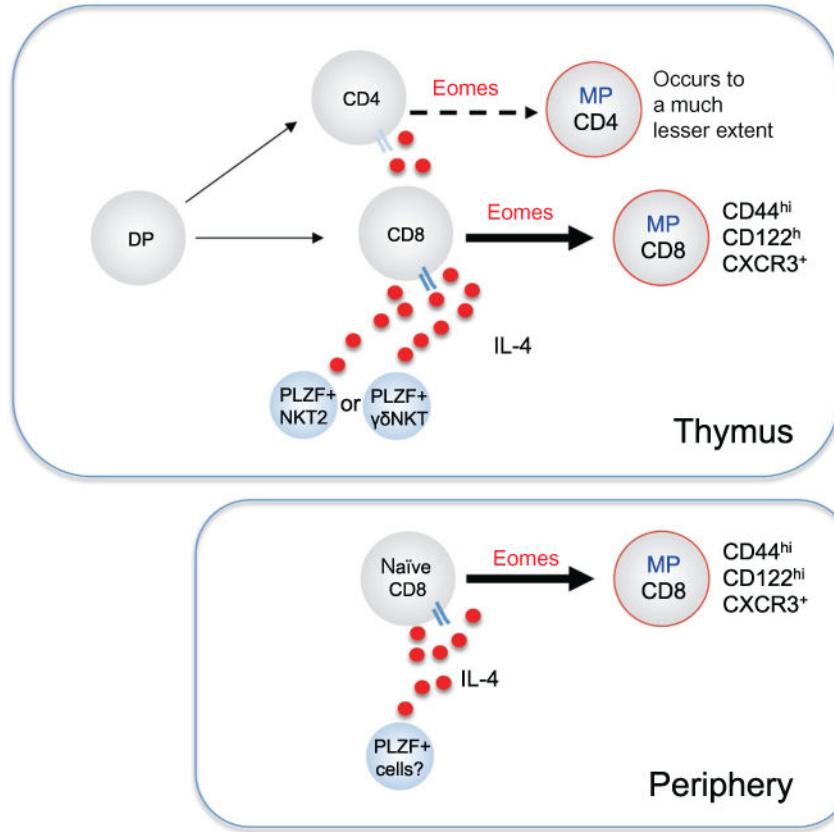 CD4
Eomes
MP
CD4
Occurs to
a much
lesser extent
DP
CD8
Eomes
MP
CD8
CD44hi
CD122h
CXCR3+
IL-4
PLZF+
NKT2
or
PLZF+
γδNKT
Thymus
Naïve
CD8
Eomes
MP
CD8
CD44hi
CD122hi
CXCR3+
IL-4
PLZF+
cells?
Periphery